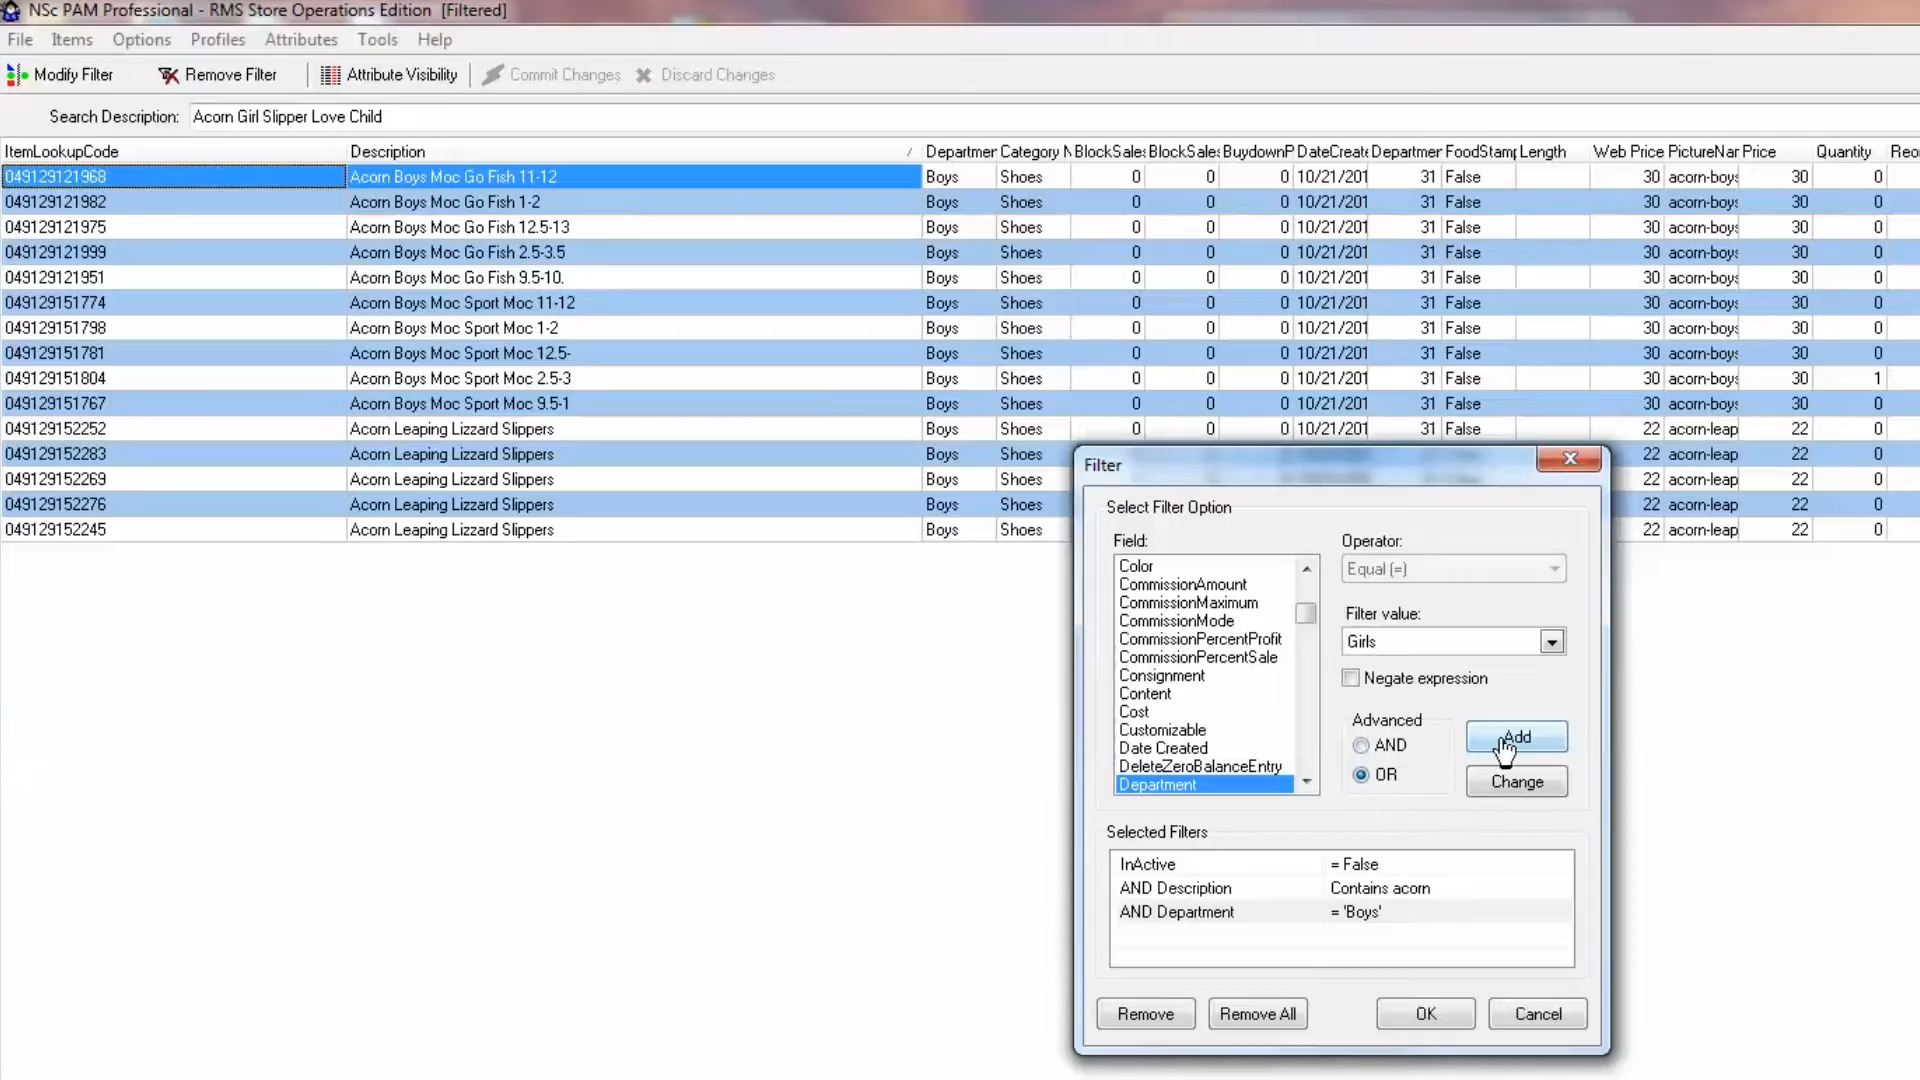 NSc PAM Professional - RMS Store Operations Edition [Filtered]
File Items Options Profiles Attributes Tools Help
Modify Filter Remove Filter Attribute Visibility Commit Changes Discard Changes
Search Description: Acorn Girl Slipper Love Child
ItemLookupCode Description Departmer Category N BlockSale: BlockSale: BuydownP DateCreate Departmer FoodStamp Length Web Price PictureNar Price Quantity Reo
049129121968 Acorn Boys Moc Go Fish 11-12 Boys Shoes 0 0 0 10/21/201 31 False 30 acorn-boys 30 0
049129121982 Acorn Boys Moc Go Fish 1-2 Boys Shoes 0 0 0 10/21/201 31 False 30 acorn-boys 30 0
049129121975 Acorn Boys Moc Go Fish 12.5-13 Boys Shoes 0 0 0 10/21/201 31 False 30 acorn-boys 30 0
049129121999 Acorn Boys Moc Go Fish 2.5-3.5 Boys Shoes 0 0 0 10/21/201 31 False 30 acorn-boys 30 0
049129121951 Acorn Boys Moc Go Fish 9.5-10. Boys Shoes 0 0 0 10/21/201 31 False 30 acorn-boys 30 0
049129151774 Acorn Boys Moc Sport Moc 11-12 Boys Shoes 0 0 0 10/21/201 31 False 30 acorn-boys 30 0
049129151798 Acorn Boys Moc Sport Moc 1-2 Boys Shoes 0 0 0 10/21/201 31 False 30 acorn-boys 30 0
049129151781 Acorn Boys Moc Sport Moc 12.5- Boys Shoes 0 0 0 10/21/201 31 False 30 acorn-boys 30 0
049129151804 Acorn Boys Moc Sport Moc 2.5-3 Boys Shoes 0 0 0 10/21/201 31 False 30 acorn-boys 30 1
049129151767 Acorn Boys Moc Sport Moc 9.5-1 Boys Shoes 0 0 0 10/21/201 31 False 30 acorn-boys 30 0
049129152252 Acorn Leaping Lizzard Slippers Boys Shoes 0 0 0 10/21/201 31 False 22 acorn-leap 22 0
049129152283 Acorn Leaping Lizzard Slippers Boys Shoes 22 acorn-leap 22 0
049129152269 Acorn Leaping Lizzard Slippers Boys Shoes 22 acorn-leap 22 0
049129152276 Acorn Leaping Lizzard Slippers Boys Shoes 22 acorn-leap 22 0
049129152245 Acorn Leaping Lizzard Slippers Boys Shoes 22 acorn-leap 22 0
Filter
Select Filter Option
Field:
Color
CommissionAmount
CommissionMaximum
CommissionMode
CommissionPercentProfit
CommissionPercentSale
Consignment
Content
Cost
Customizable
Date Created
DeleteZeroBalanceEntry
Department
Operator:
Equal (=)
Filter value:
Girls
Negate expression
Advanced
AND
OR
Add
Change
Selected Filters
InActive = False
AND Description Contains acorn
AND Department = 'Boys'
Remove Remove All OK Cancel